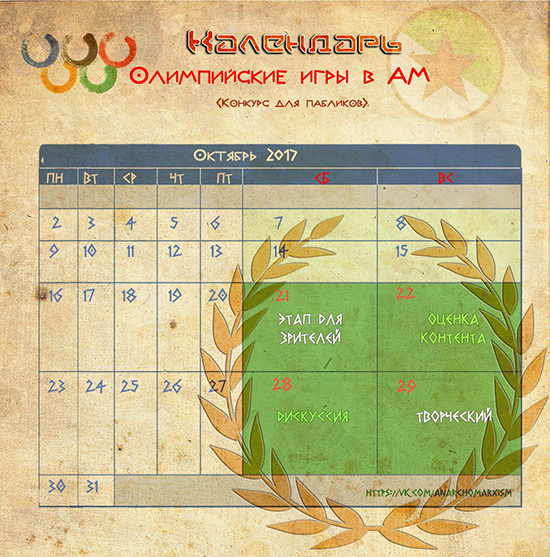 Календарь
Олимпийские игры в АМ
(Конкурс для пабликов)
Октябрь 2017
ПН ВТ СР ЧТ ПТ СБ ВС
2 3 4 5 6 7 8
9 10 11 12 13 14 15
16 17 18 19 20 21 22
ЭТАП ДЛЯ ЗРИТЕЛЕЙ
ОЦЕНКА КОНТЕНТА
23 24 25 26 27 28 29
ДИСКУССИЯ ТВОРЧЕСКИЙ
30 31
HTTPS://VK.COM/ANARCHOMARXISM